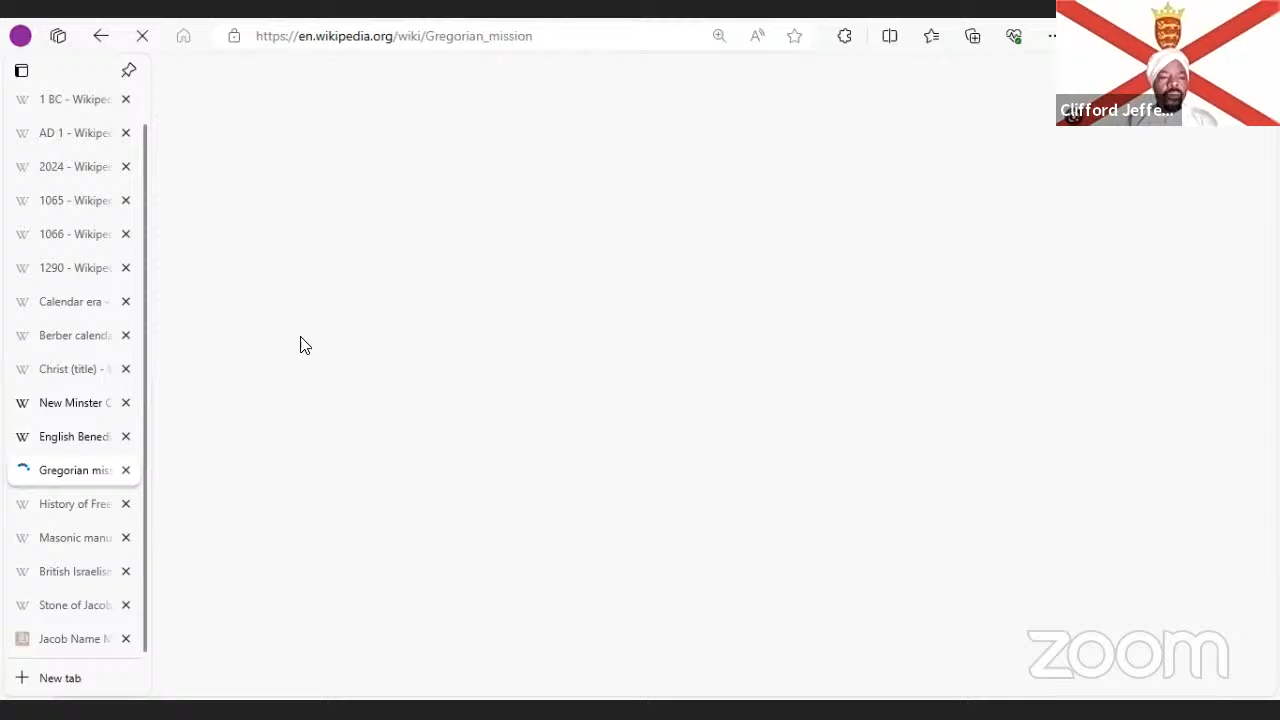 https://en.wikipedia.org/wiki/Gregorian_mission
Clifford Jeffe...
1 BC - Wikipe
AD 1 - Wikipe
2024 - Wikipe
1065 - Wikipe
1066 - Wikipe
1290 - Wikipe
Calendar era -
Berber calenda
Christ (title) -
New Minster
English Bened
Gregorian mis
History of Free
Masonic manu
British Israelis
Stone of Jacob
Jacob Name
New tab
zoom